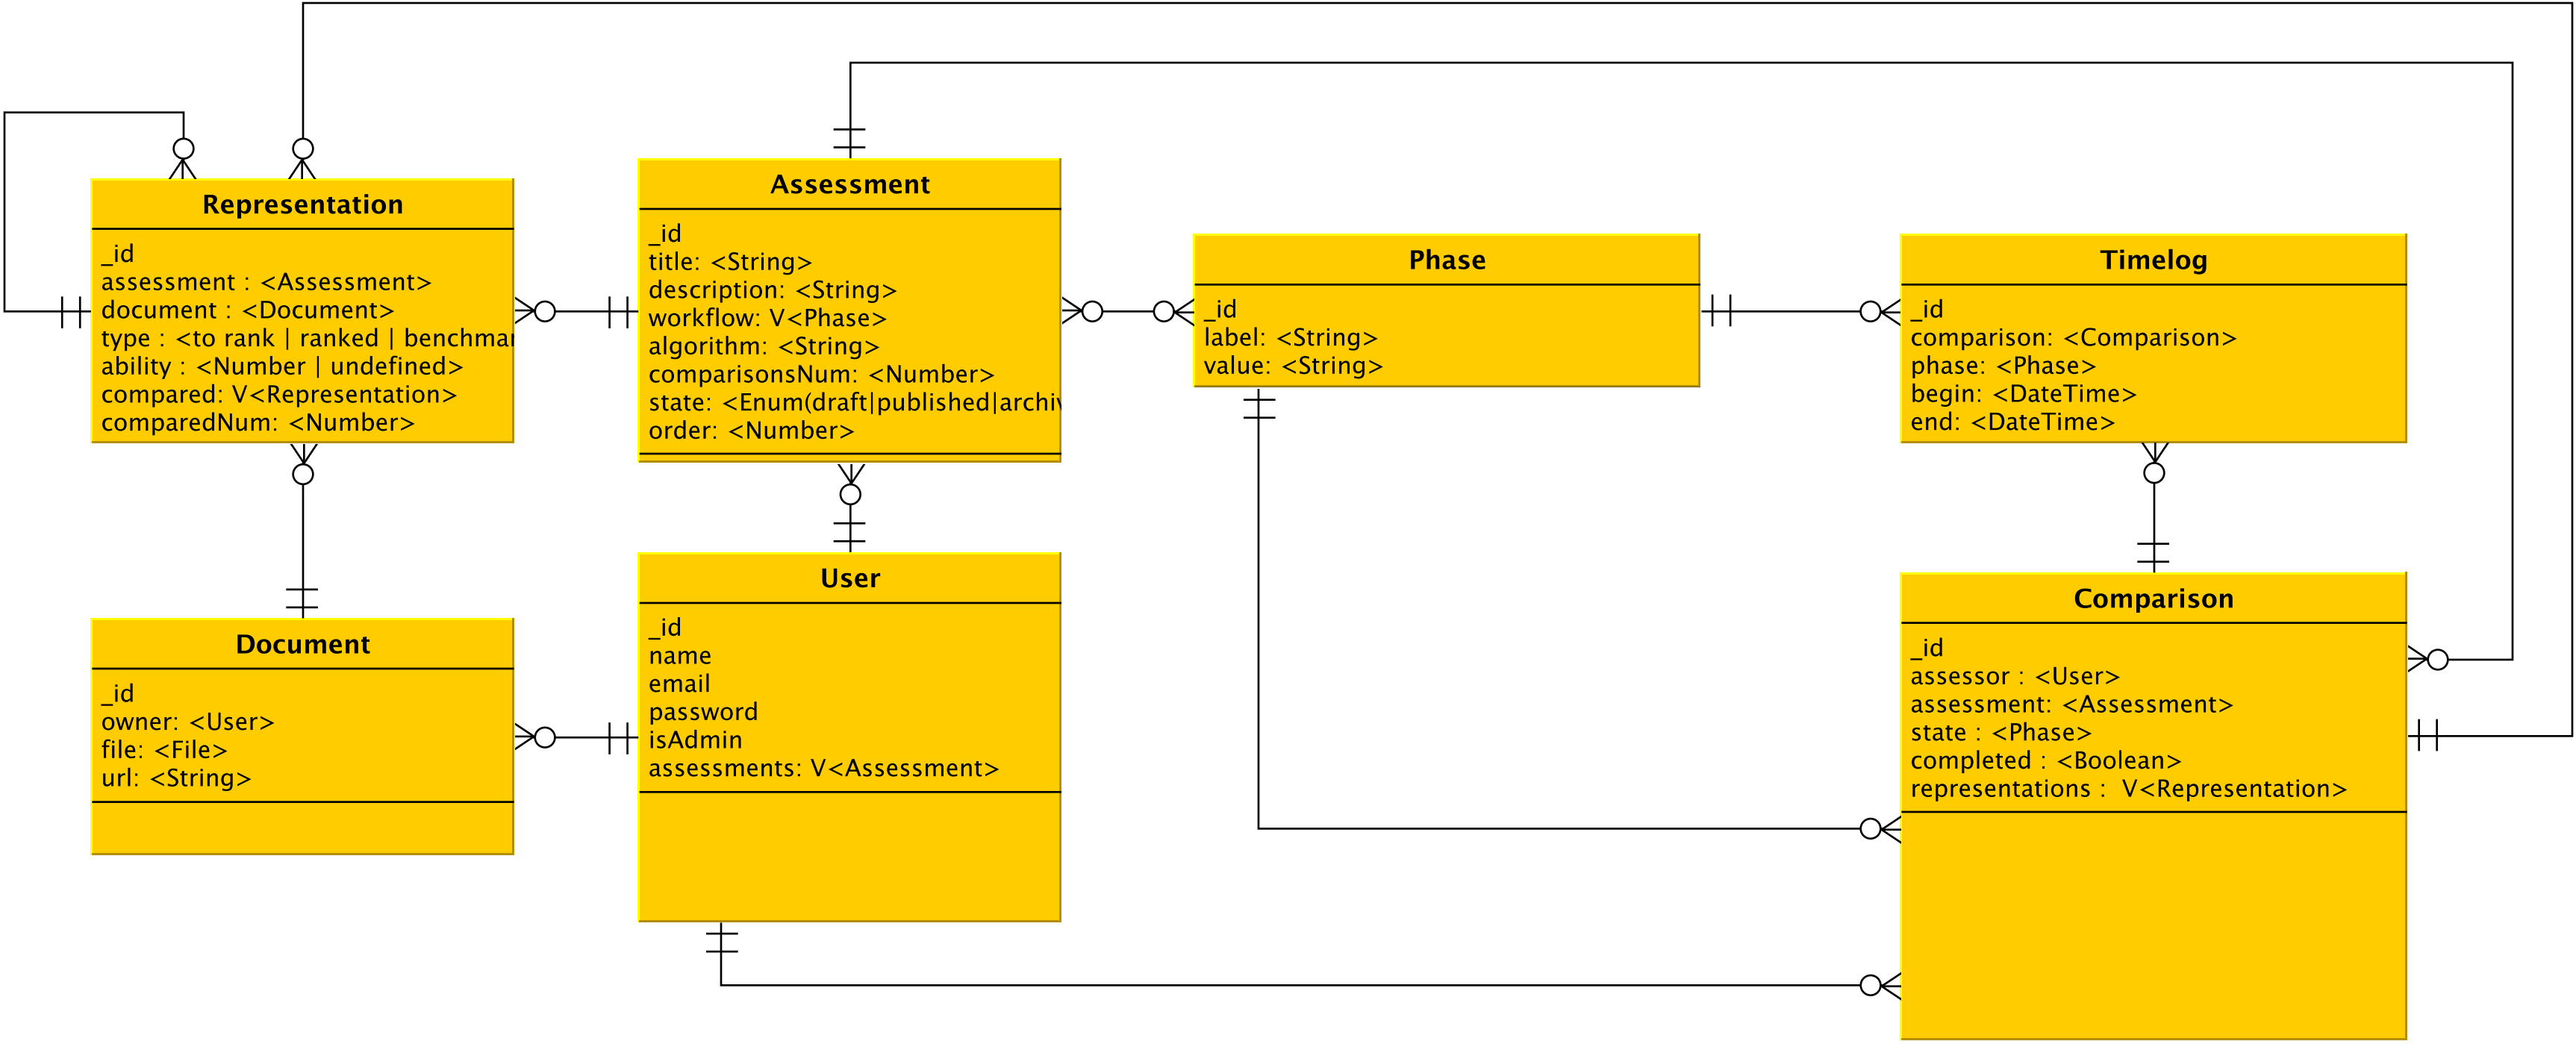 Representation
_id
assessment : <Assessment>
document : <Document>
type : <to rank | ranked | 
ability : <Number | undefined>
compared: V<Representation>
comparedNum: <Number>
Assessment
_id
title: <String>
description: <String>
workflow: V<Phase>
algorithm: <String>
comparisonsNum: <Number>
state: <Enum(draft|published|
order: <Number>
Phase
_id
label: <String>
value: <String>
Timelog
_id
comparison: <Comparison>
phase: <Phase>
begin: <DateTime>
end: <DateTime>
Document
_id
owner: <User>
file: <File>
url: <String>
User
_id
name
email
password
isAdmin
assessments: V<Assessment>
Comparison
_id
assessor : <User>
assessment: <Assessment>
state : <Phase>
completed : <Boolean>
representations :  V<Representation>